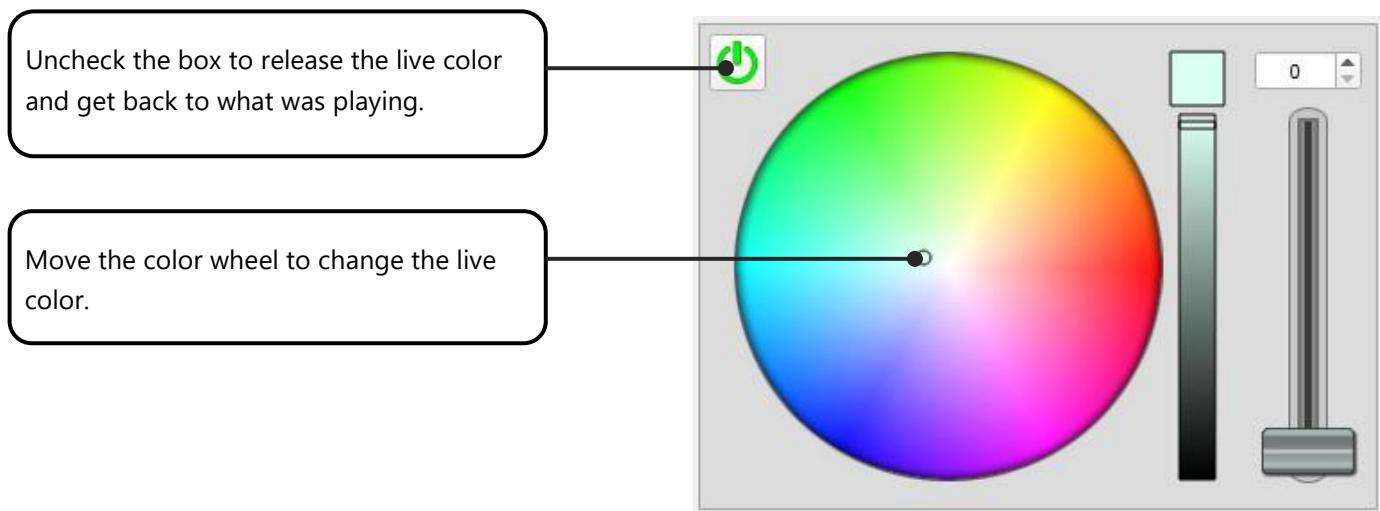 Uncheck the box to release the live color
and get back to what was playing.
0
Move the color wheel to change the live
color.